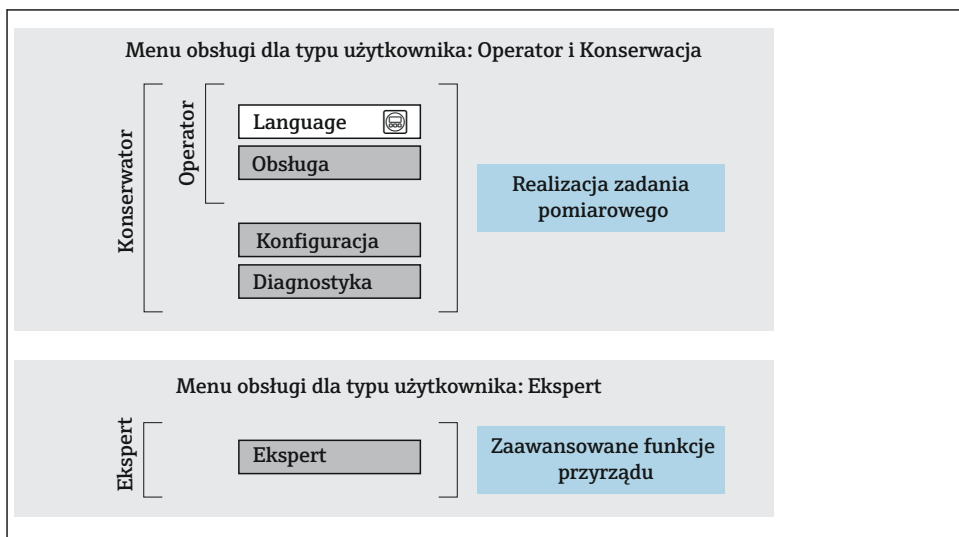 Menu obsługi dla typu użytkownika: Operator i Konserwacja
Konserwator
Operator
Language
Obsługa
Konfiguracja
Diagnostyka
Realizacja zadania
pomiarowego
Menu obsługi dla typu użytkownika: Ekspert
Ekspert
Ekspert
Zaawansowane funkcje
przyrządu